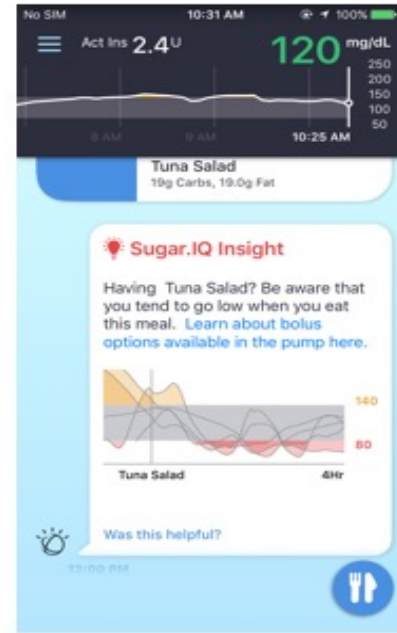 No SIM 10:31 AM 100%
Act Ins 2.4U 120 mg/dL
250
200
150
100
50
8 AM 9 AM 10:25 AM
Tuna Salad
19g Carbs, 19.0g Fat
Sugar.IQ Insight
Having Tuna Salad? Be aware that
you tend to go low when you eat
this meal. Learn about bolus
options available in the pump here.
140
80
Tuna Salad 4Hr
Was this helpful?